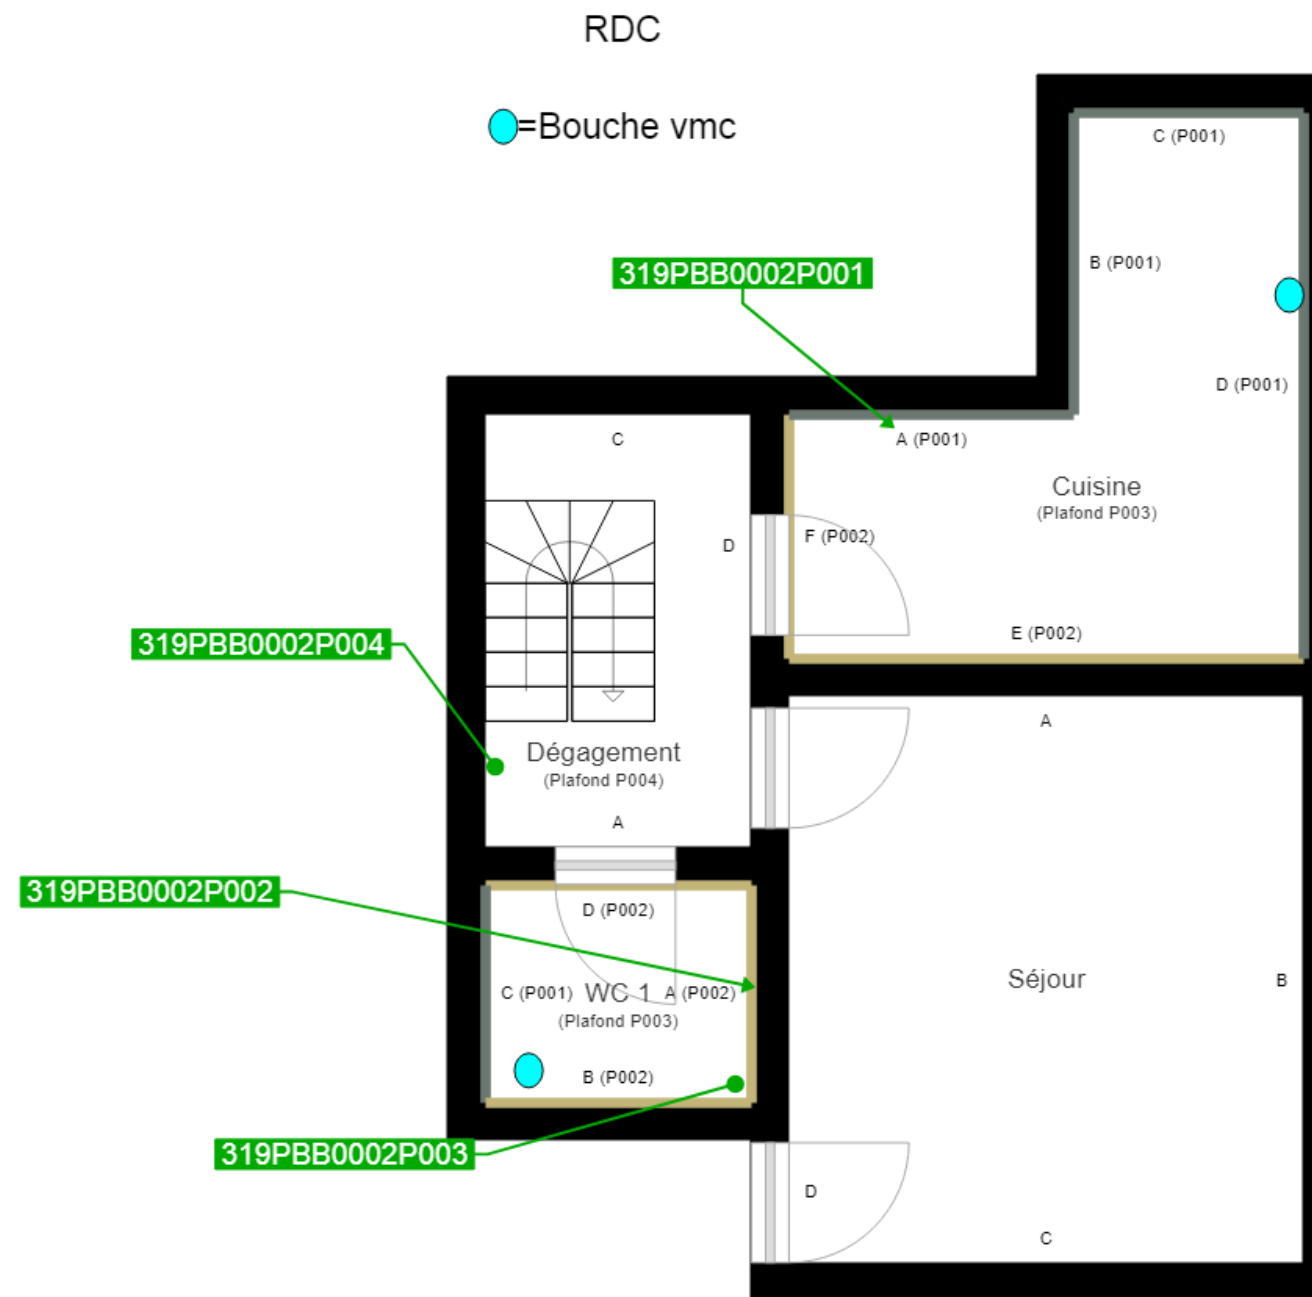 RDC
=Bouche vmc
C (P001)
B (P001)
319PBB0002P001
D (P001)
A (P001)
C
Cuisine
(Plafond P003)
D
F (P002)
E (P002)
319PBB0002P004
A
Dégagement
(Plafond P004)
A
319PBB0002P002
D (P002)
Séjour
B
C (P001)
WC 1
A (P002)
(Plafond P003)
B (P002)
319PBB0002P003
D
C